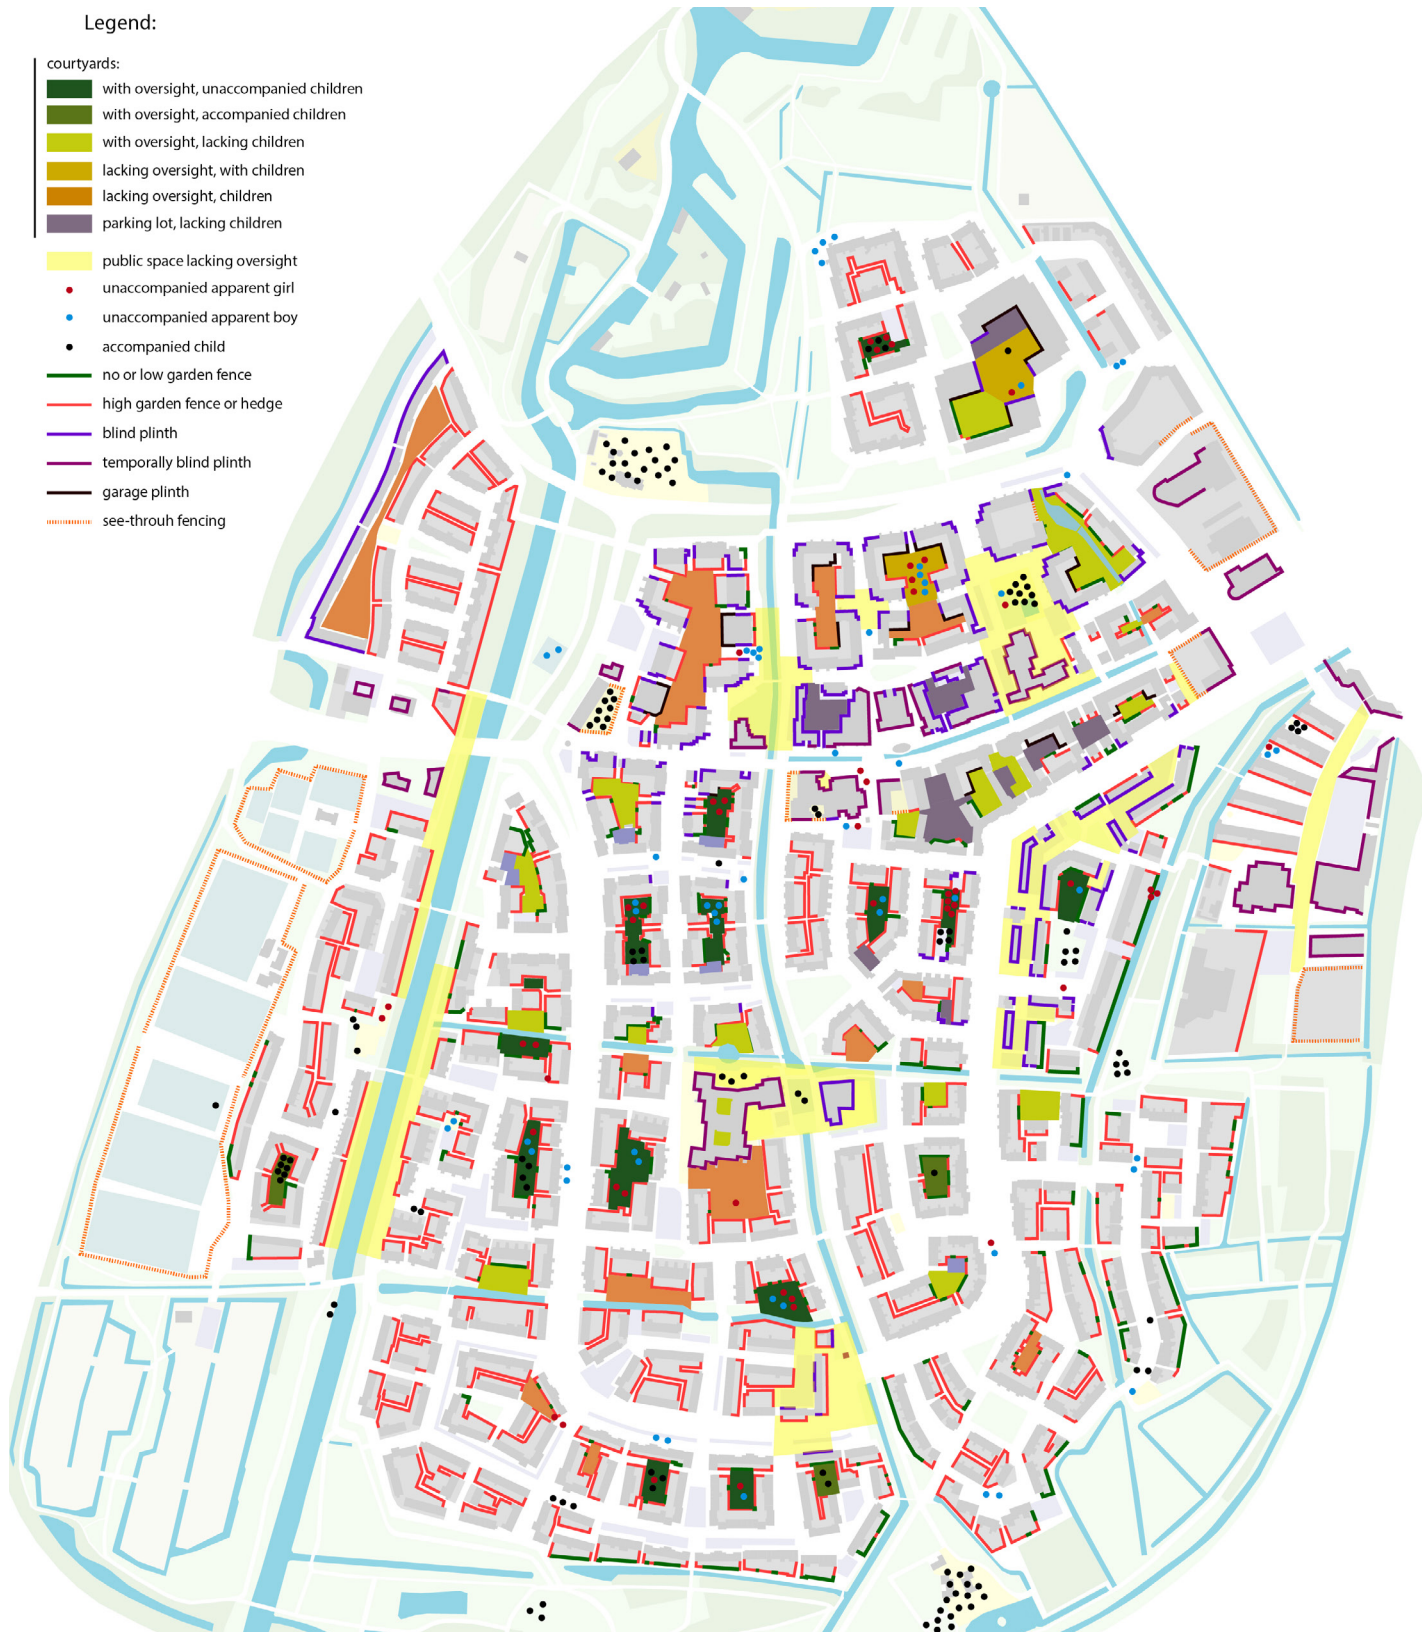 Legend:
courtyards:
with oversight, unaccompanied children
with oversight, accompanied children
with oversight, lacking children
lacking oversight, with children
lacking oversight, children
parking lot, lacking children
public space lacking oversight
unaccompanied apparent girl
unaccompanied apparent boy
accompanied child
no or low garden fence
high garden fence or hedge
blind plinth
temporally blind plinth
garage plinth
see-throuh fencing